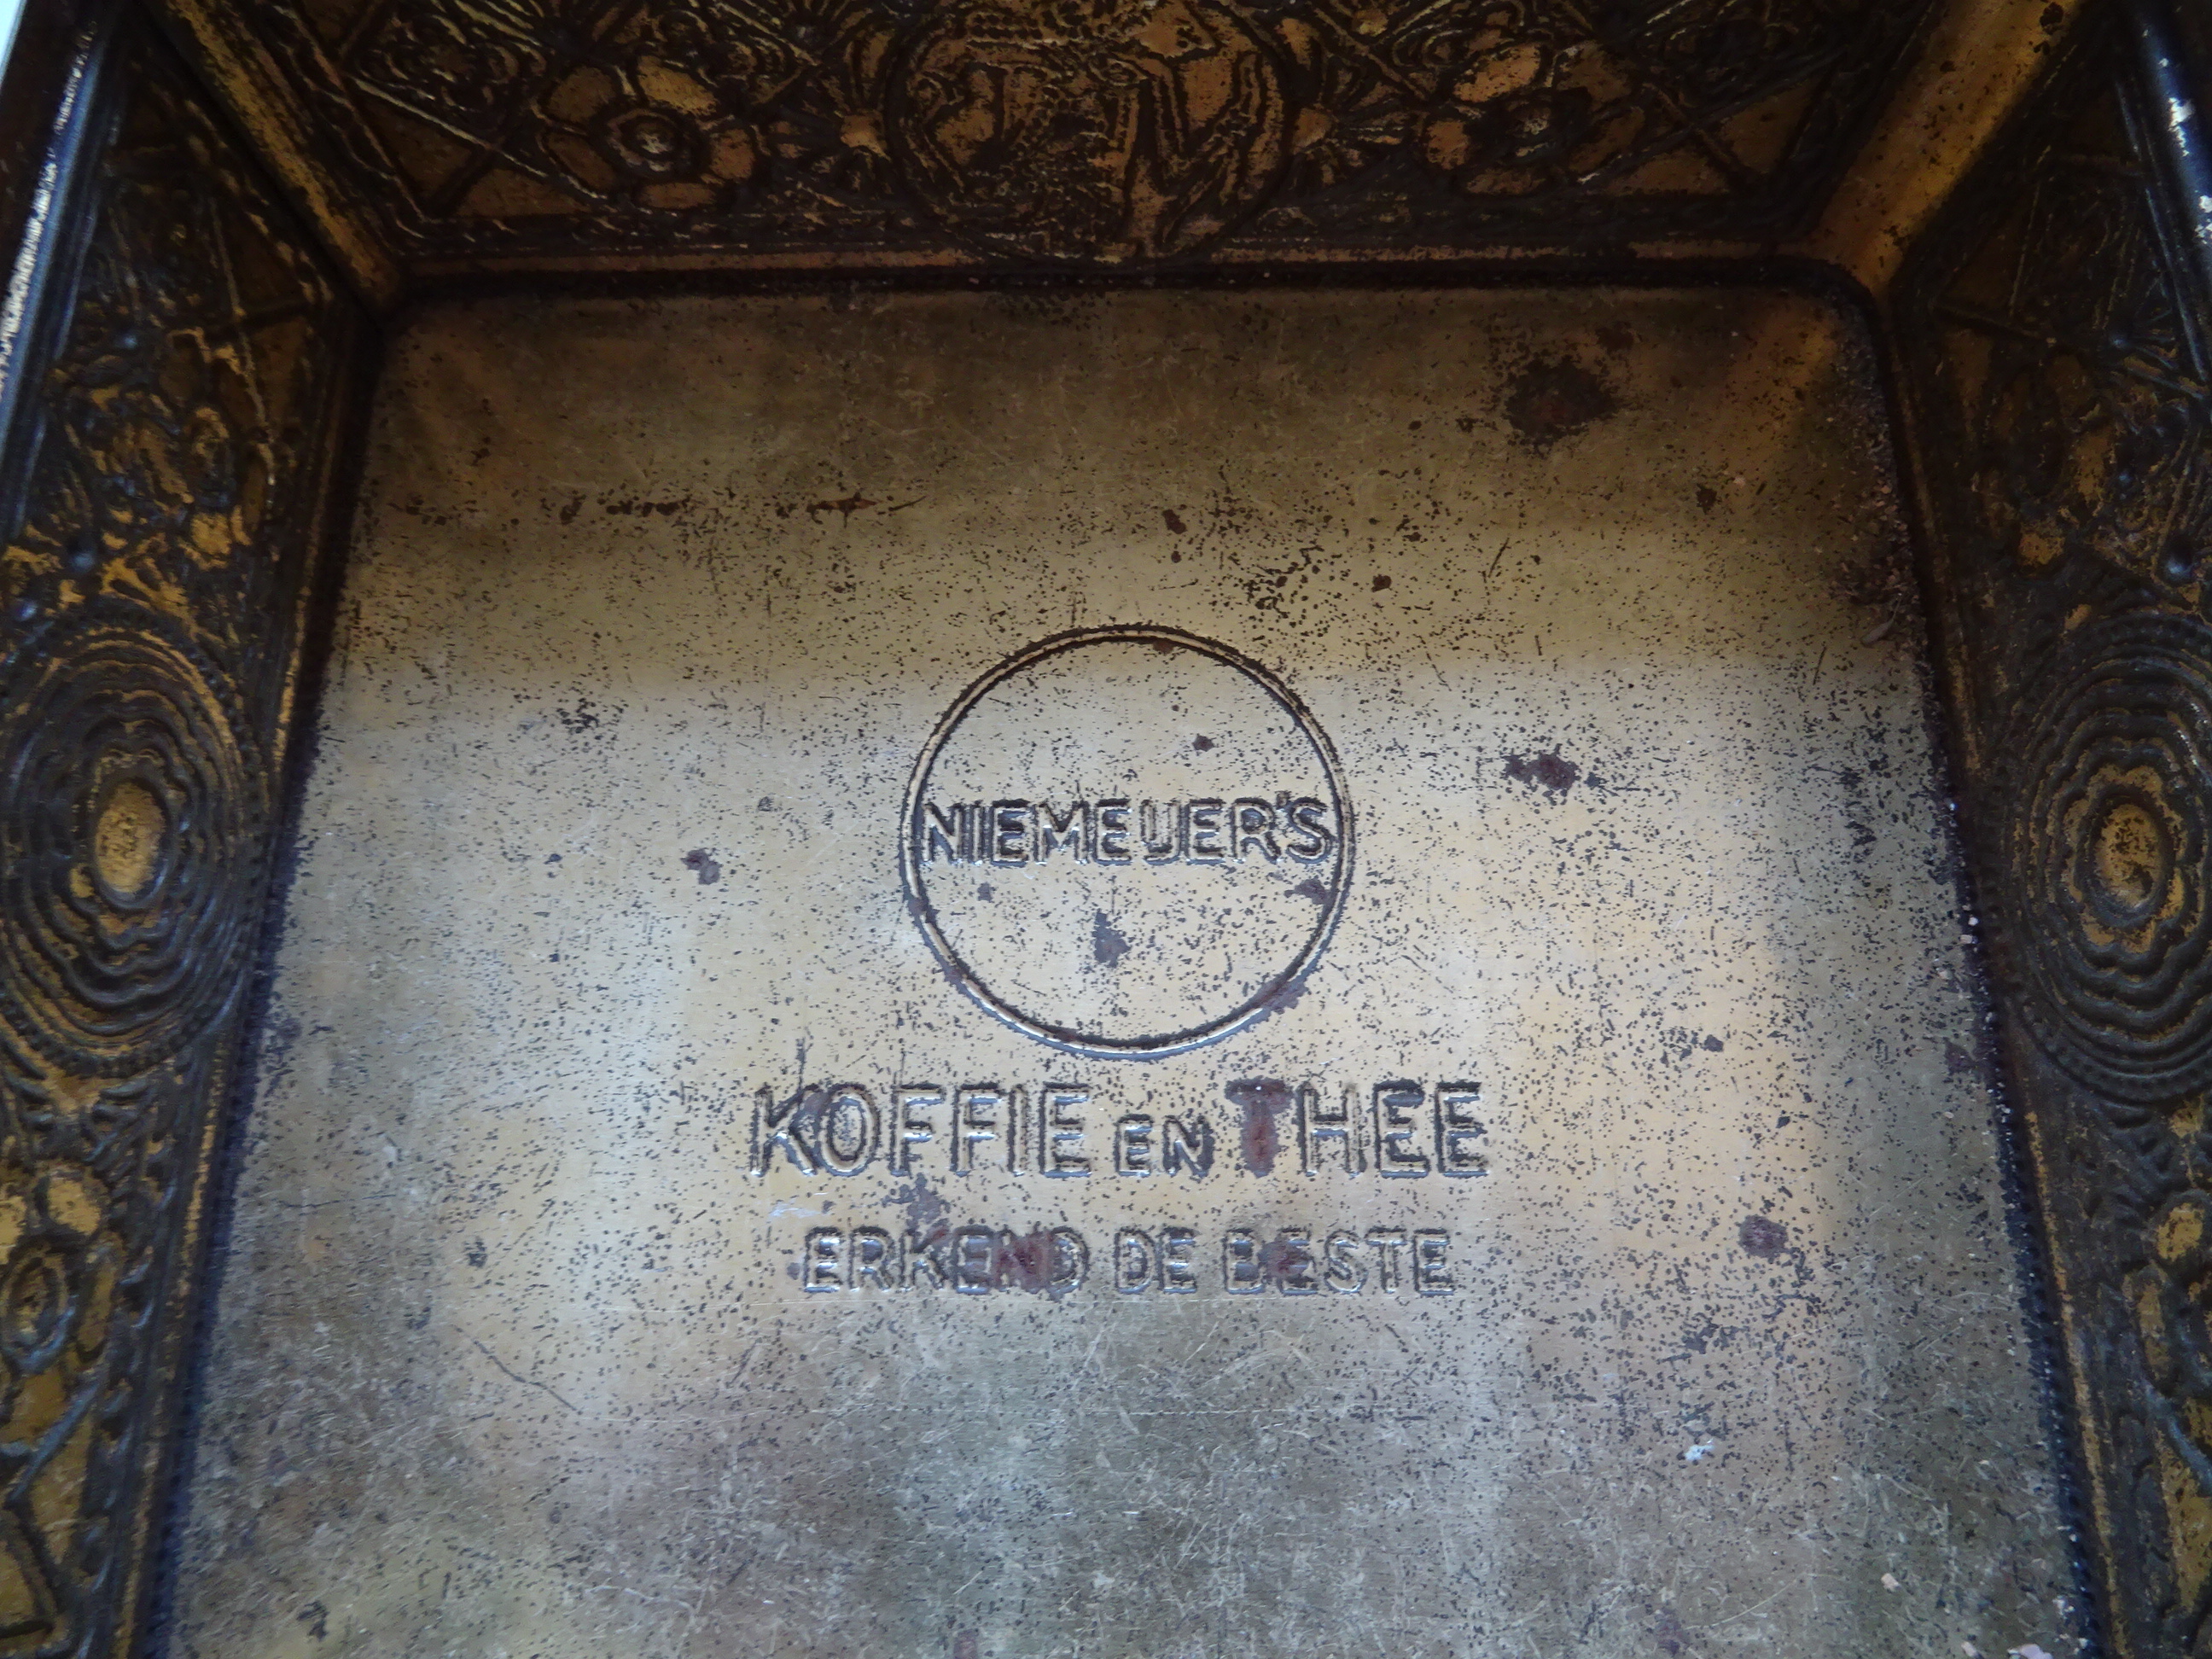 NIEMEIJER'S
KOFFIE EN THEE
ERKEND DE BESTE